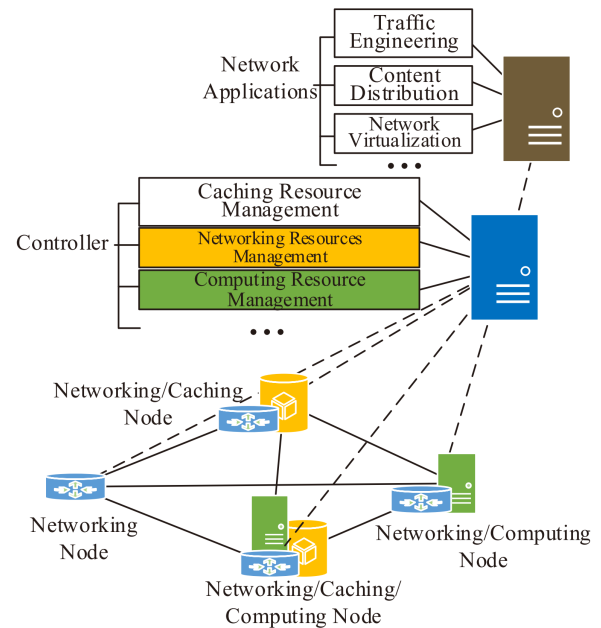 Traffic
Engineering
Network
Applications
Content
Distribution
Network
Virtualization
•••
Caching Resource
Management
Controller
Networking Resources
Management
Computing Resource
Management
•••
Networking/Caching
Node
Networking
Node
Networking/Computing
Node
Networking/Caching/
Computing Node